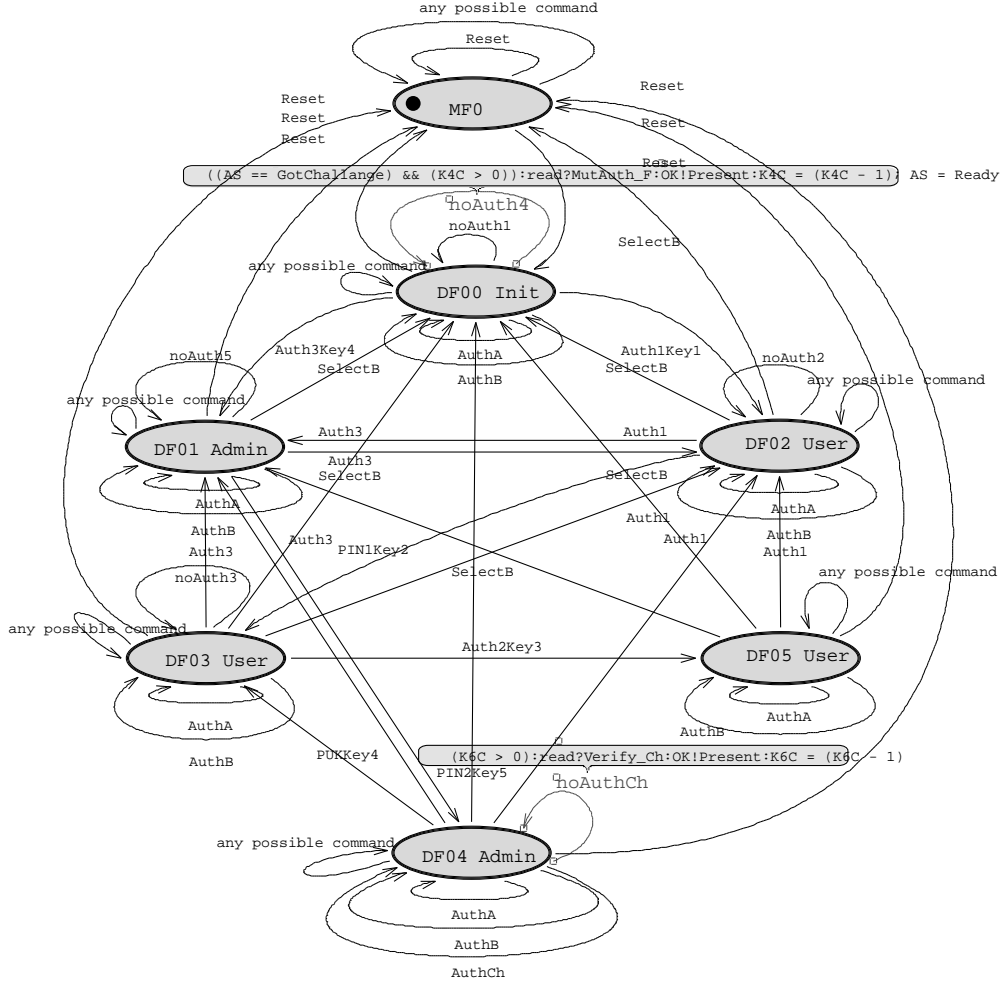 any possible command
Reset
MF0
Reset
Reset
Reset
Reset
Reset
Reset
((AS == GotChallange) && (K4C > 0)):read?MutAuth_F:OK!Present:K4C = (K4C - 1); AS = Ready
noAuth4
noAuth1
SelectB
any possible command
DF00 Init
Auth3Key4
SelectB
AuthA
AuthB
Auth1Key1
SelectB
noAuth5
noAuth2
any possible command
any possible command
DF01 Admin
Auth3
Auth1
DF02 User
Auth3
SelectB
SelectB
AuthA
AuthB
Auth3
AuthA
AuthB
Auth1
Auth3
PIN1Key2
Auth1
Auth1
noAuth3
SelectB
any possible command
any possible command
DF03 User
Auth2Key3
DF05 User
AuthA
AuthB
AuthA
AuthB
PUKKey4
PIN2Key5
(K6C > 0):read?Verify_Ch:OK!Present:K6C = (K6C - 1)
noAuthCh
any possible command
DF04 Admin
AuthA
AuthB
AuthCh